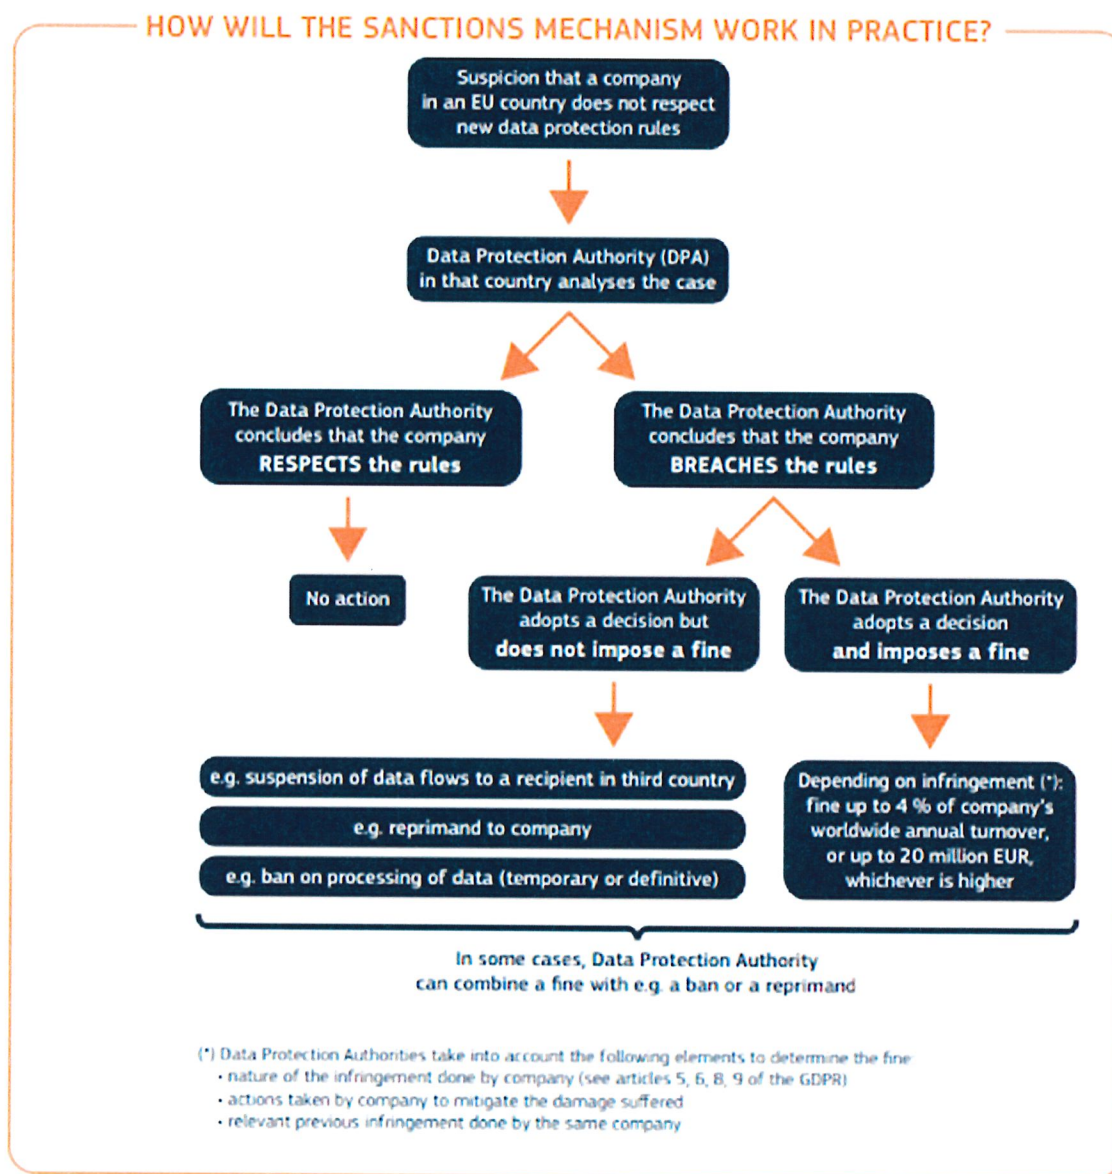 HOW WILL THE SANCTIONS MECHANISM WORK IN PRACTICE?
Suspicion that a company
in an EU country does not respect
new data protection rules
Data Protection Authority (DPA)
in that country analyses the case
The Data Protection Authority
concludes that the company
RESPECTS the rules
The Data Protection Authority
concludes that the company
BREACHES the rules
No action
The Data Protection Authority
adopts a decision but
does not impose a fine
The Data Protection Authority
adopts a decision
and imposes a fine
e.g. suspension of data flows to a recipient in third country
e.g. reprimand to company
e.g. ban on processing of data (temporary or definitive)
Depending on infringement (*):
fine up to 4 % of company's
worldwide annual turnover,
or up to 20 million EUR,
whichever is higher
In some cases, Data Protection Authority
can combine a fine with e.g. a ban or a reprimand
(*) Data Protection Authorities take into account the following elements to determine the fine
• nature of the infringement done by company (see articles 5, 6, 8, 9 of the GDPR)
• actions taken by company to mitigate the damage suffered
• relevant previous infringement done by the same company